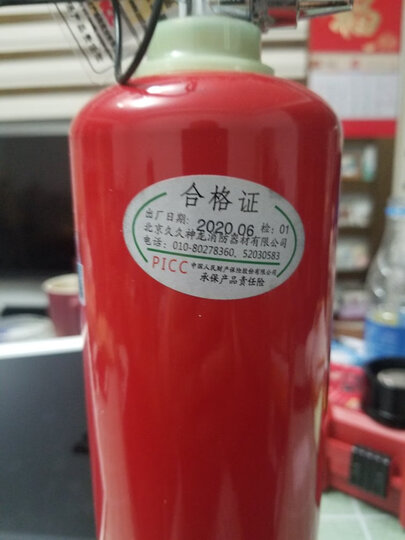 合格证
出厂日期: 2020.06 检: 01
北京久久神龙消防器材有限公司
电话: 010-80278360、52030583
PICC 中国人民财产保险股份有限公司
承保产品责任险
福